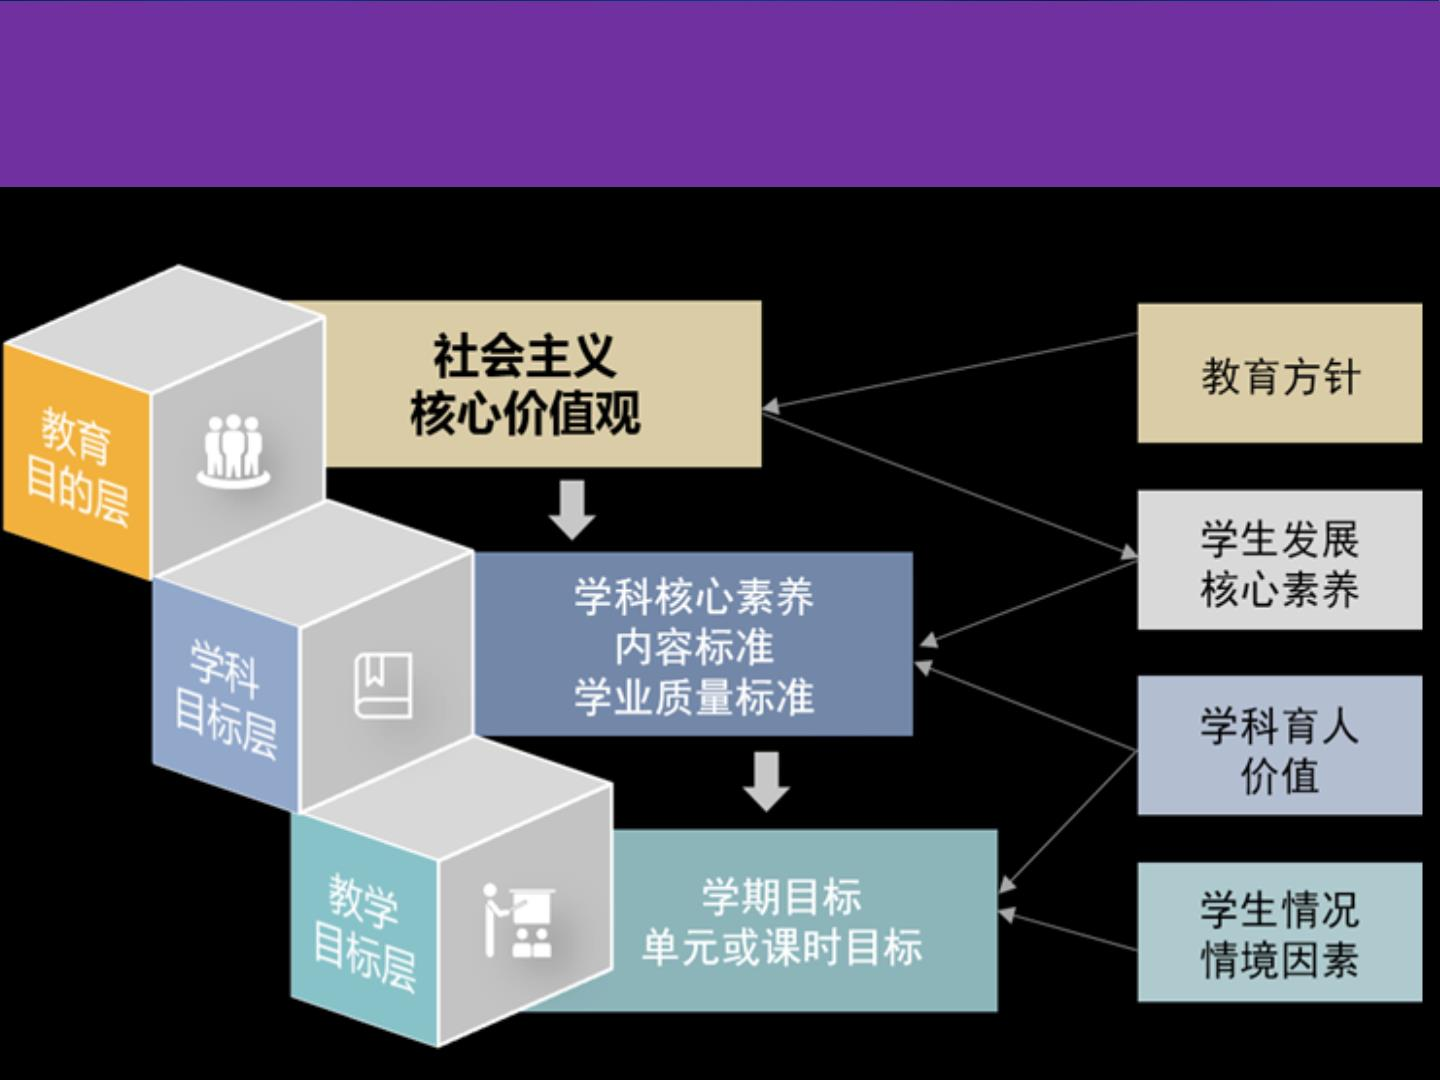 教育
目的层
社会主义
核心价值观
教育方针
学生发展
核心素养
学科
目标层
学科核心素养
内容标准
学业质量标准
学科育人
价值
教学
目标层
学期目标
单元或课时目标
学生情况
情境因素